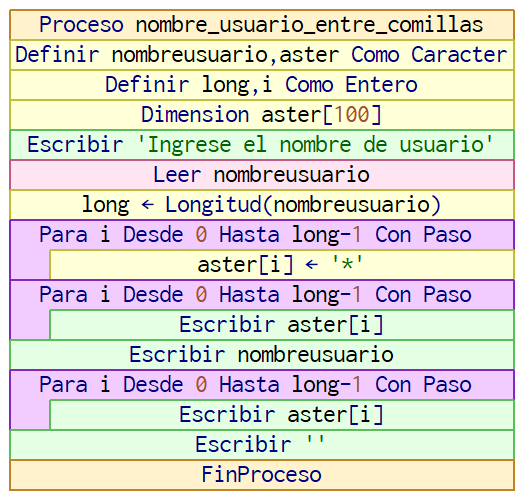 Proceso nombre_usuario_entre_comillas
Definir nombreusuario,aster Como Caracter
Definir long,i Como Entero
Dimension aster[100]
Escribir 'Ingrese el nombre de usuario'
Leer nombreusuario
long ← Longitud(nombreusuario)
Para i Desde 0 Hasta long-1 Con Paso
aster[i] ← '*'
Para i Desde 0 Hasta long-1 Con Paso
Escribir aster[i]
Escribir nombreusuario
Para i Desde 0 Hasta long-1 Con Paso
Escribir aster[i]
Escribir ''
FinProceso